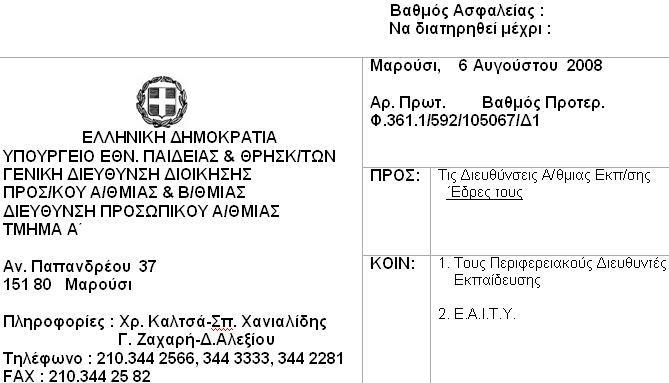 Βαθμός Ασφαλείας :
Να διατηρηθεί μέχρι :
ΕΛΛΗΝΙΚΗ ΔΗΜΟΚΡΑΤΙΑ
ΥΠΟΥΡΓΕΙΟ ΕΘΝ. ΠΑΙΔΕΙΑΣ & ΘΡΗΣΚ/ΤΩΝ
ΓΕΝΙΚΗ ΔΙΕΥΘΥΝΣΗ ΔΙΟΙΚΗΣΗΣ
ΠΡΟΣ/ΚΟΥ Α/ΘΜΙΑΣ & Β/ΘΜΙΑΣ
ΔΙΕΥΘΥΝΣΗ ΠΡΟΣΩΠΙΚΟΥ Α/ΘΜΙΑΣ
ΤΜΗΜΑ Α΄
Αν. Παπανδρέου 37
151 80 Μαρούσι
Πληροφορίες : Χρ. Καλτσά-Σπ. Χανιαλίδης
Γ. Ζαχαρή-Δ.Αλεξίου
Τηλέφωνο : 210.344 2566, 344 3333, 344 2281
FAX : 210.344 25 82
Μαρούσι, 6 Αυγούστου 2008
Αρ. Πρωτ. Βαθμός Προτερ.
Φ.361.1/592/105067/Δ1
ΠΡΟΣ: Τις Διευθύνσεις Α/θμιας Εκπ/σης
Έδρες τους
ΚΟΙΝ: 1. Τους Περιφερειακούς Διευθυντές
Εκπαίδευσης
2. Ε.Α.Ι.Τ.Υ.